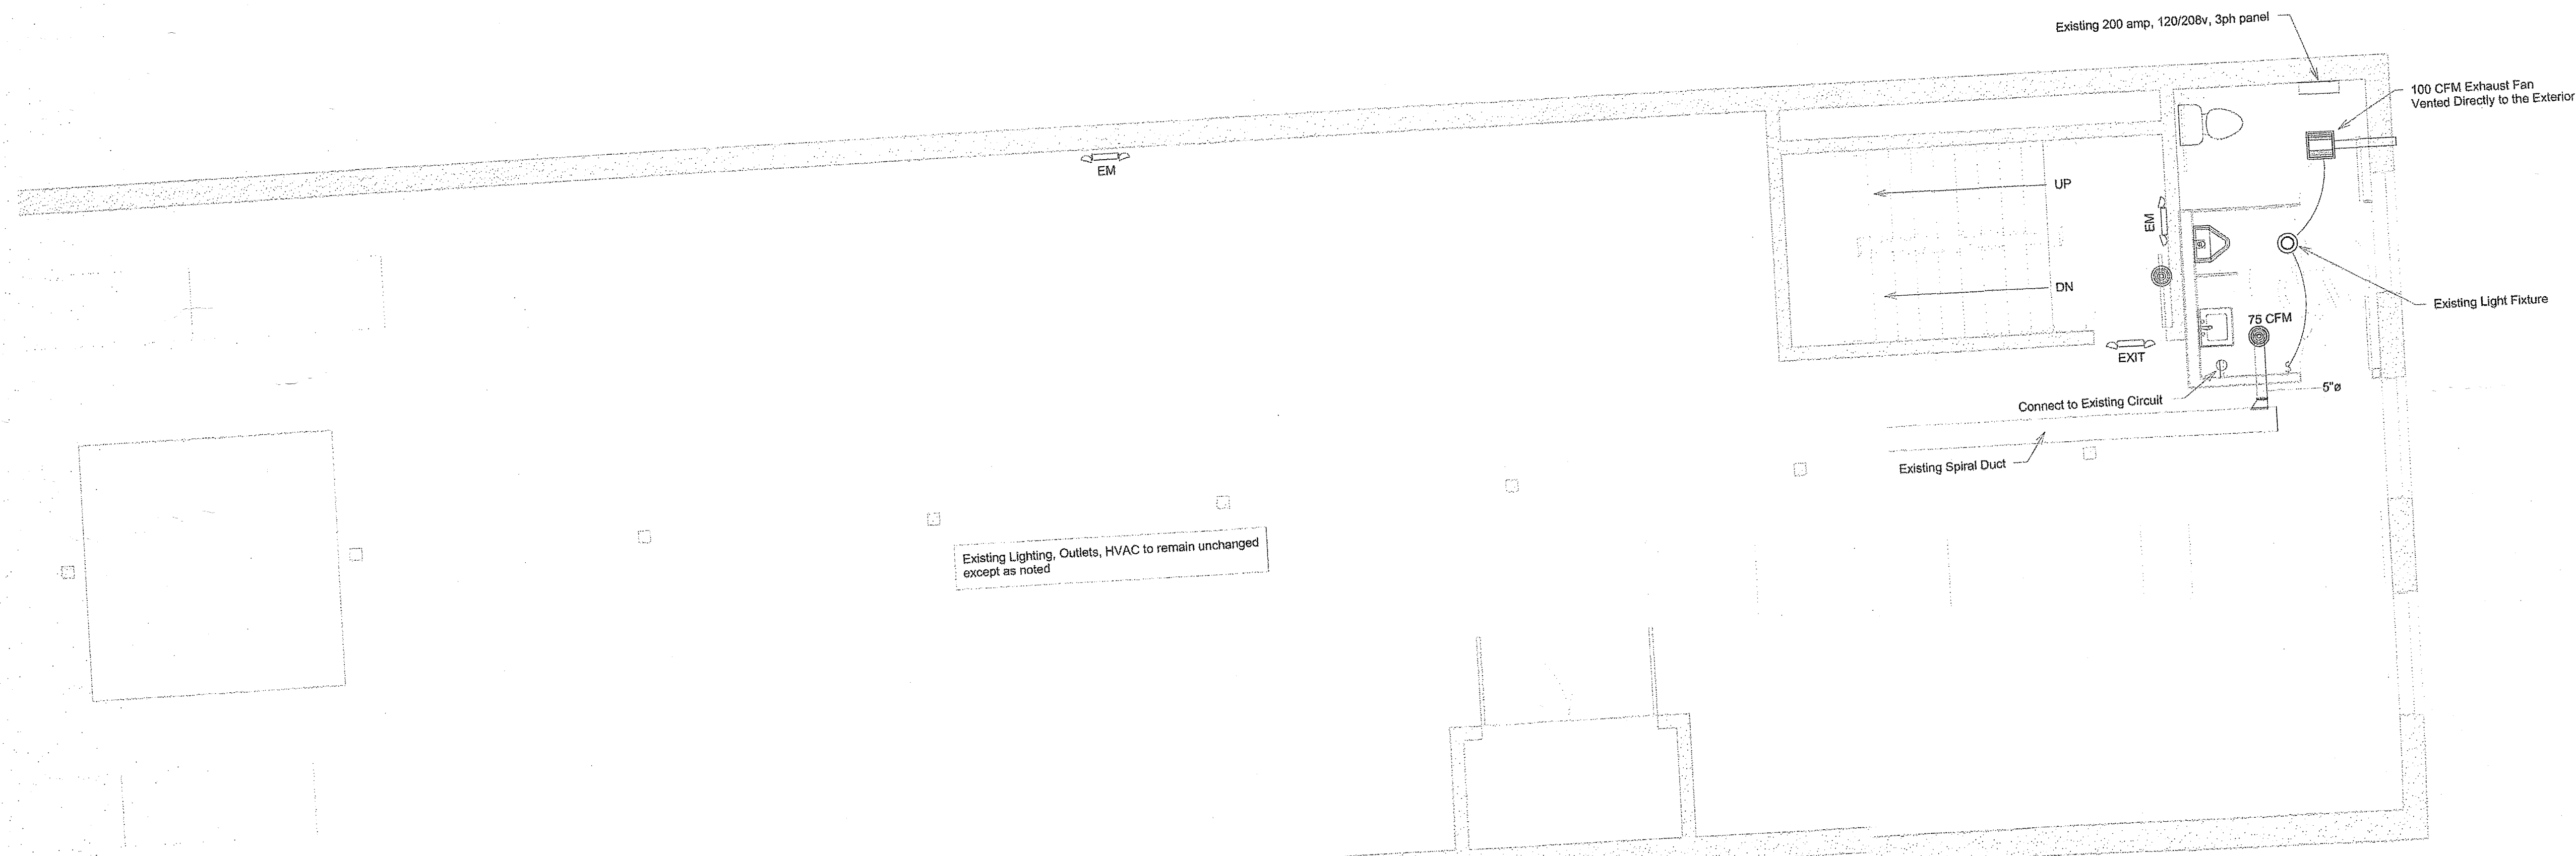 Existing 200 amp, 120/208v, 3ph panel
100 CFM Exhaust Fan
Vented Directly to the Exterior
EM
UP
EM
DN
Existing Light Fixture
75 CFM
EXIT
5"ø
Connect to Existing Circuit
Existing Spiral Duct
Existing Lighting, Outlets, HVAC to remain unchanged
except as noted